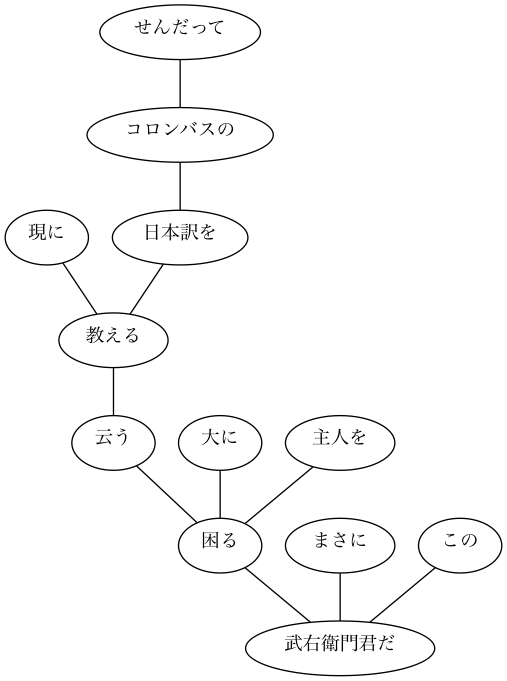 せんだって
コロンバスの
現に
日本訳を
教える
云う
大に
主人を
困る
まさに
この
武右衛門君だ